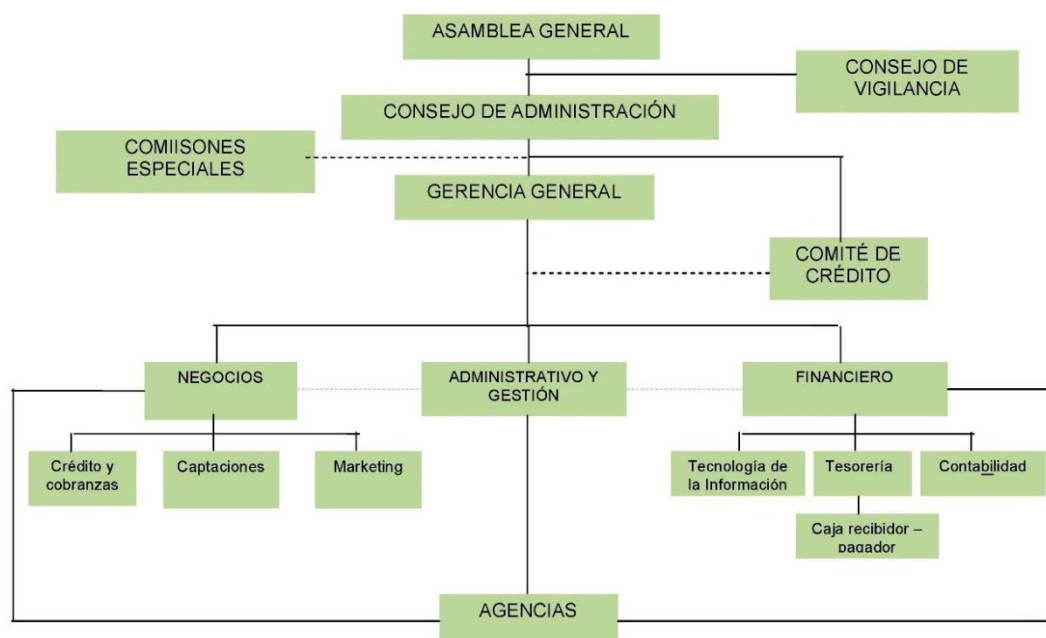 ASAMBLEA GENERAL
CONSEJO DE
VIGILANCIA
CONSEJO DE ADMINISTRACIÓN
COMIISONES
ESPECIALES
GERENCIA GENERAL
COMITÉ DE
CRÉDITO
NEGOCIOS
ADMINISTRATIVO Y
GESTIÓN
FINANCIERO
Crédito y
cobranzas
Captaciones
Marketing
Tecnología de
la Información
Tesorería
Contabilidad
Caja recibidor –
pagador
AGENCIAS